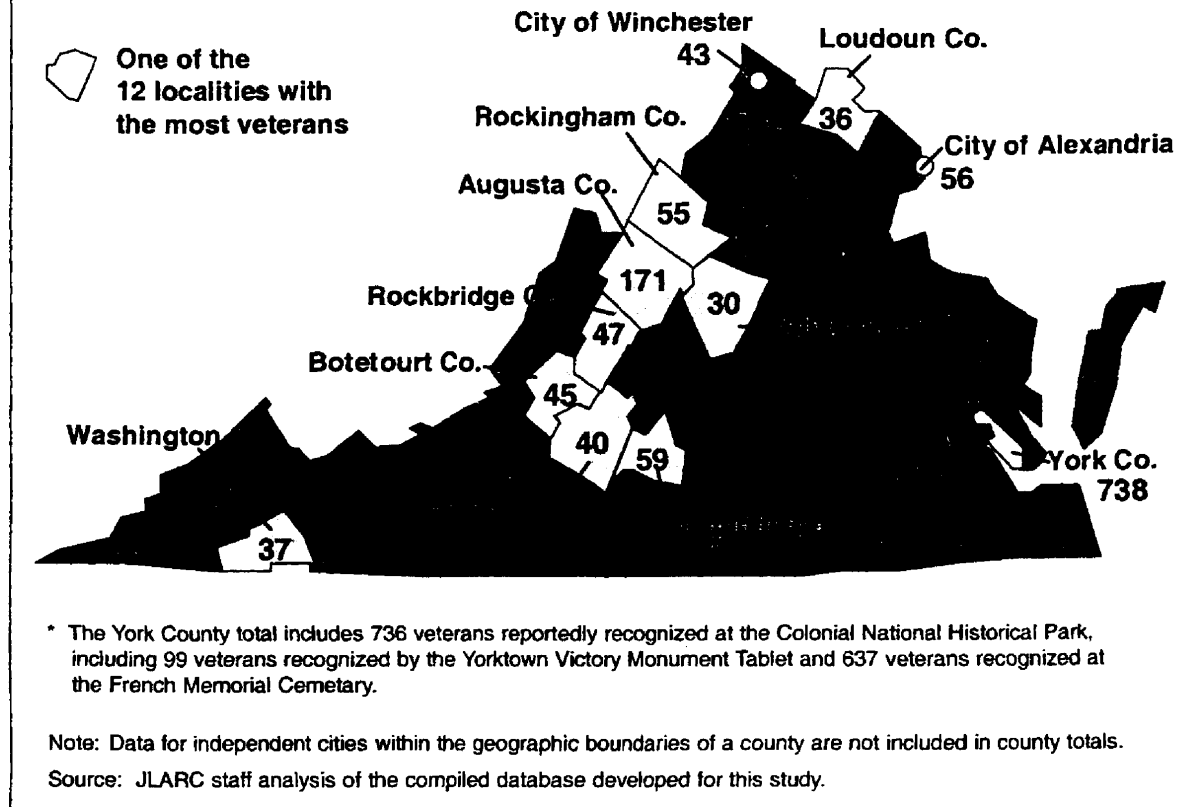 City of Winchester
43
Loudoun Co.
One of the
12 localities with
the most veterans
36
Rockingham Co.
City of Alexandria
56
Augusta Co.
55
171
Rockbridge
30
47
Botetourt Co.
45
Washington
40
59
York Co.
738
37
* The York County total includes 736 veterans reportedly recognized at the Colonial National Historical Park,
including 99 veterans recognized by the Yorktown Victory Monument Tablet and 637 veterans recognized at
the French Memorial Cemetary.
Note: Data for independent cities within the geographic boundaries of a county are not included in county totals.
Source: JLARC staff analysis of the compiled database developed for this study.